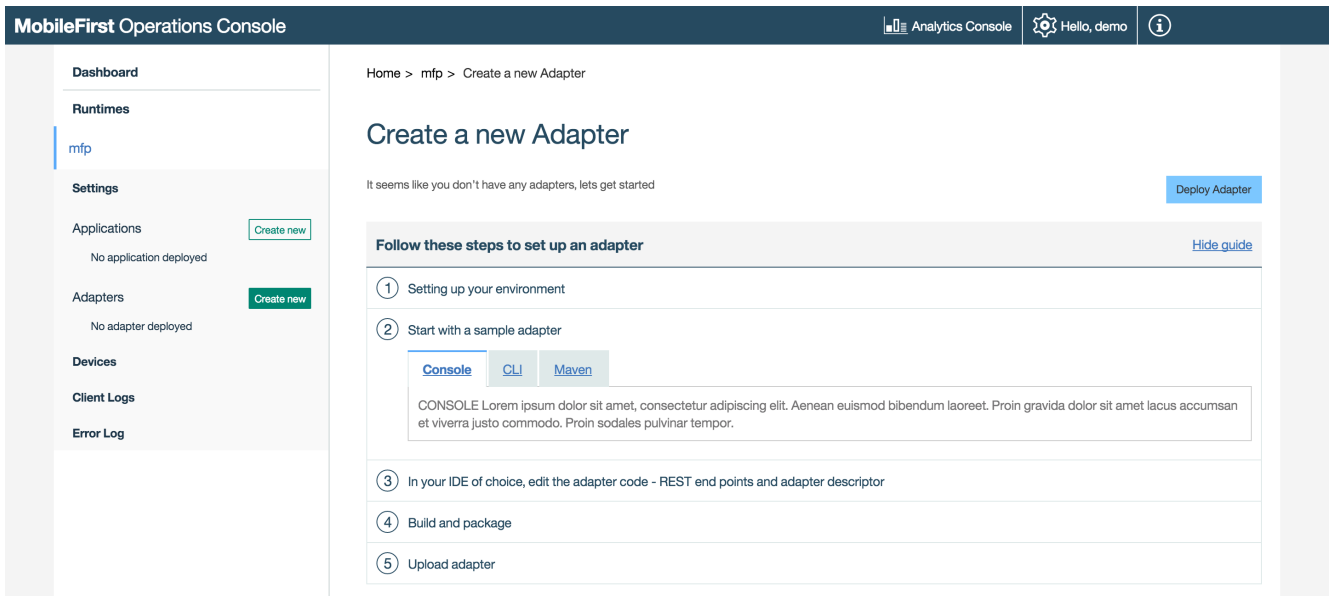 MobileFirst Operations Console
Analytics Console
Hello, demo
Dashboard
Runtimes
mfp
Settings
Applications
Create new
No application deployed
Adapters
Create new
No adapter deployed
Devices
Client Logs
Error Log
Home > mfp > Create a new Adapter
Create a new Adapter
It seems like you don't have any adapters, lets get started
Deploy Adapter
Follow these steps to set up an adapter
Hide guide
1 Setting up your environment
2 Start with a sample adapter
Console CLI Maven
CONSOLE Lorem ipsum dolor sit amet, consectetur adipiscing elit. Aenean euismod bibendum laoreet. Proin gravida dolor sit amet lacus accumsan
et viverra justo commodo. Proin sodales pulvinar tempor.
3 In your IDE of choice, edit the adapter code - REST end points and adapter descriptor
4 Build and package
5 Upload adapter